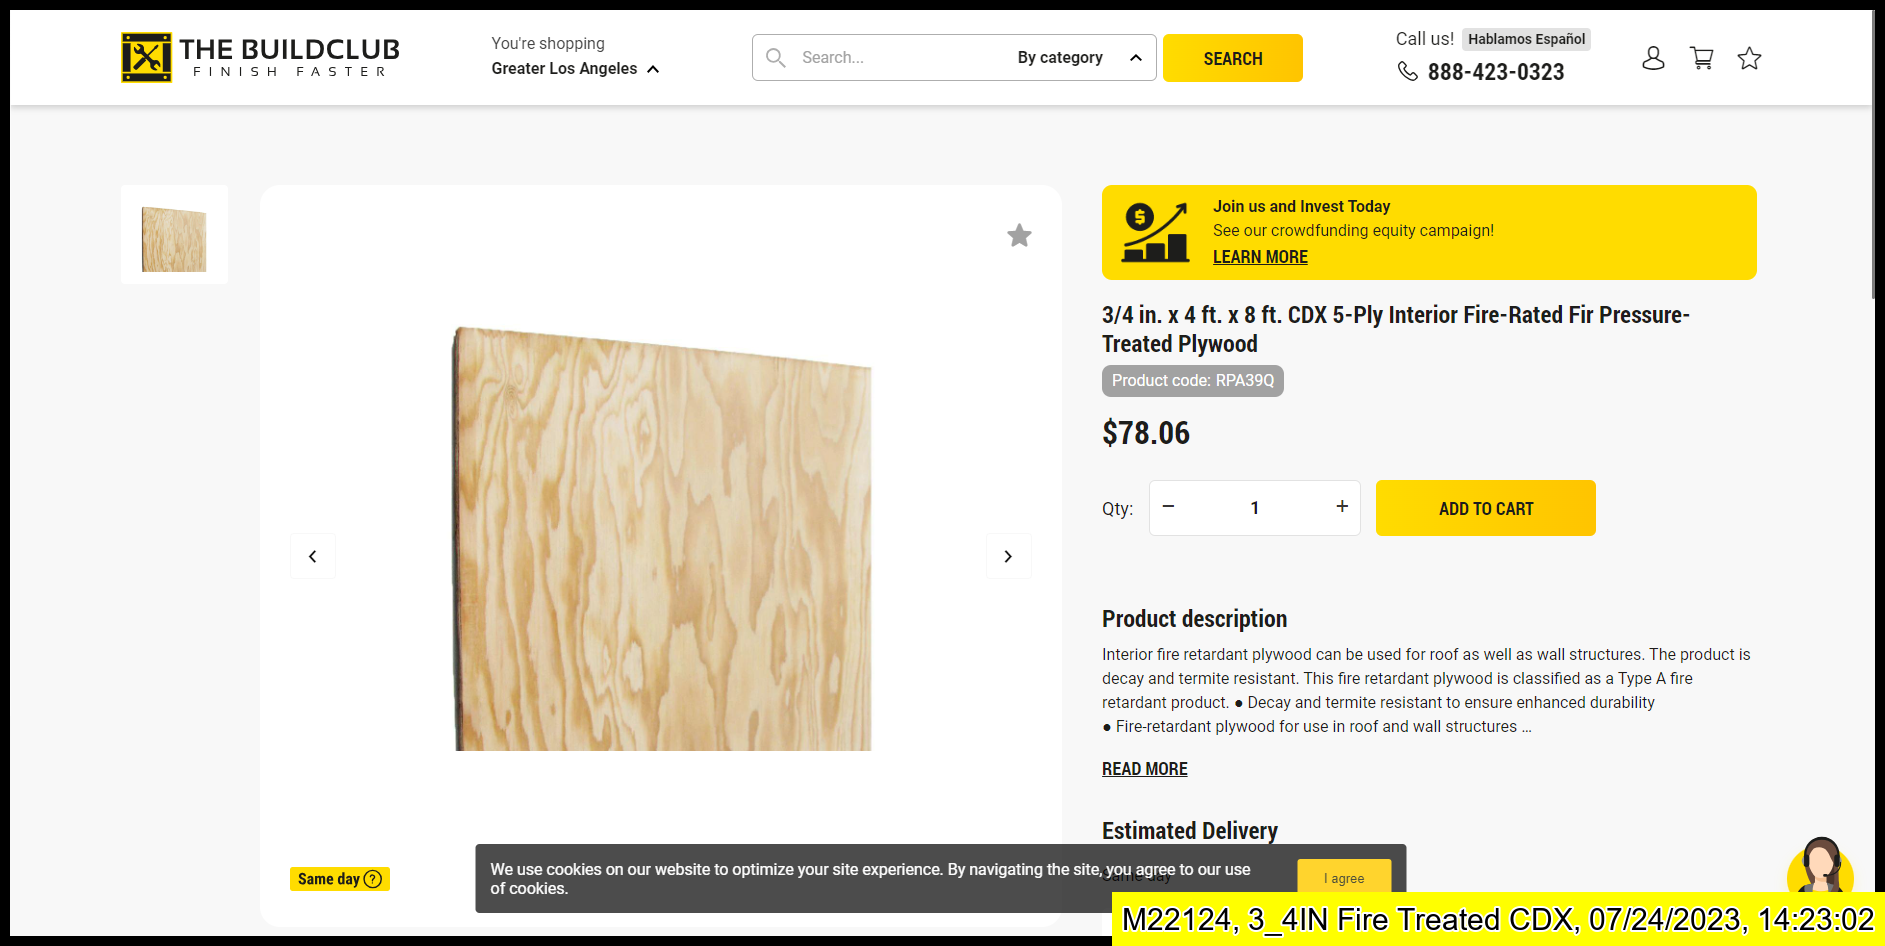 THE BUILDCLUB
FINISH FASTER
You're shopping
Greater Los Angeles
Search...
By category
SEARCH
Call us! Hablamos Español
888-423-0323
Join us and Invest Today
See our crowdfunding equity campaign!
LEARN MORE
3/4 in. x 4 ft. x 8 ft. CDX 5-Ply Interior Fire-Rated Fir Pressure-
Treated Plywood
Product code: RPA39Q
$78.06
Qty: − 1 +
ADD TO CART
Product description
Interior fire retardant plywood can be used for roof as well as wall structures. The product is
decay and termite resistant. This fire retardant plywood is classified as a Type A fire
retardant product. ● Decay and termite resistant to ensure enhanced durability
● Fire-retardant plywood for use in roof and wall structures ...
READ MORE
Estimated Delivery
Same day
Same day ?
We use cookies on our website to optimize your site experience. By navigating the site, you agree to our use
of cookies.
I agree
M22124, 3_4IN Fire Treated CDX, 07/24/2023, 14:23:02